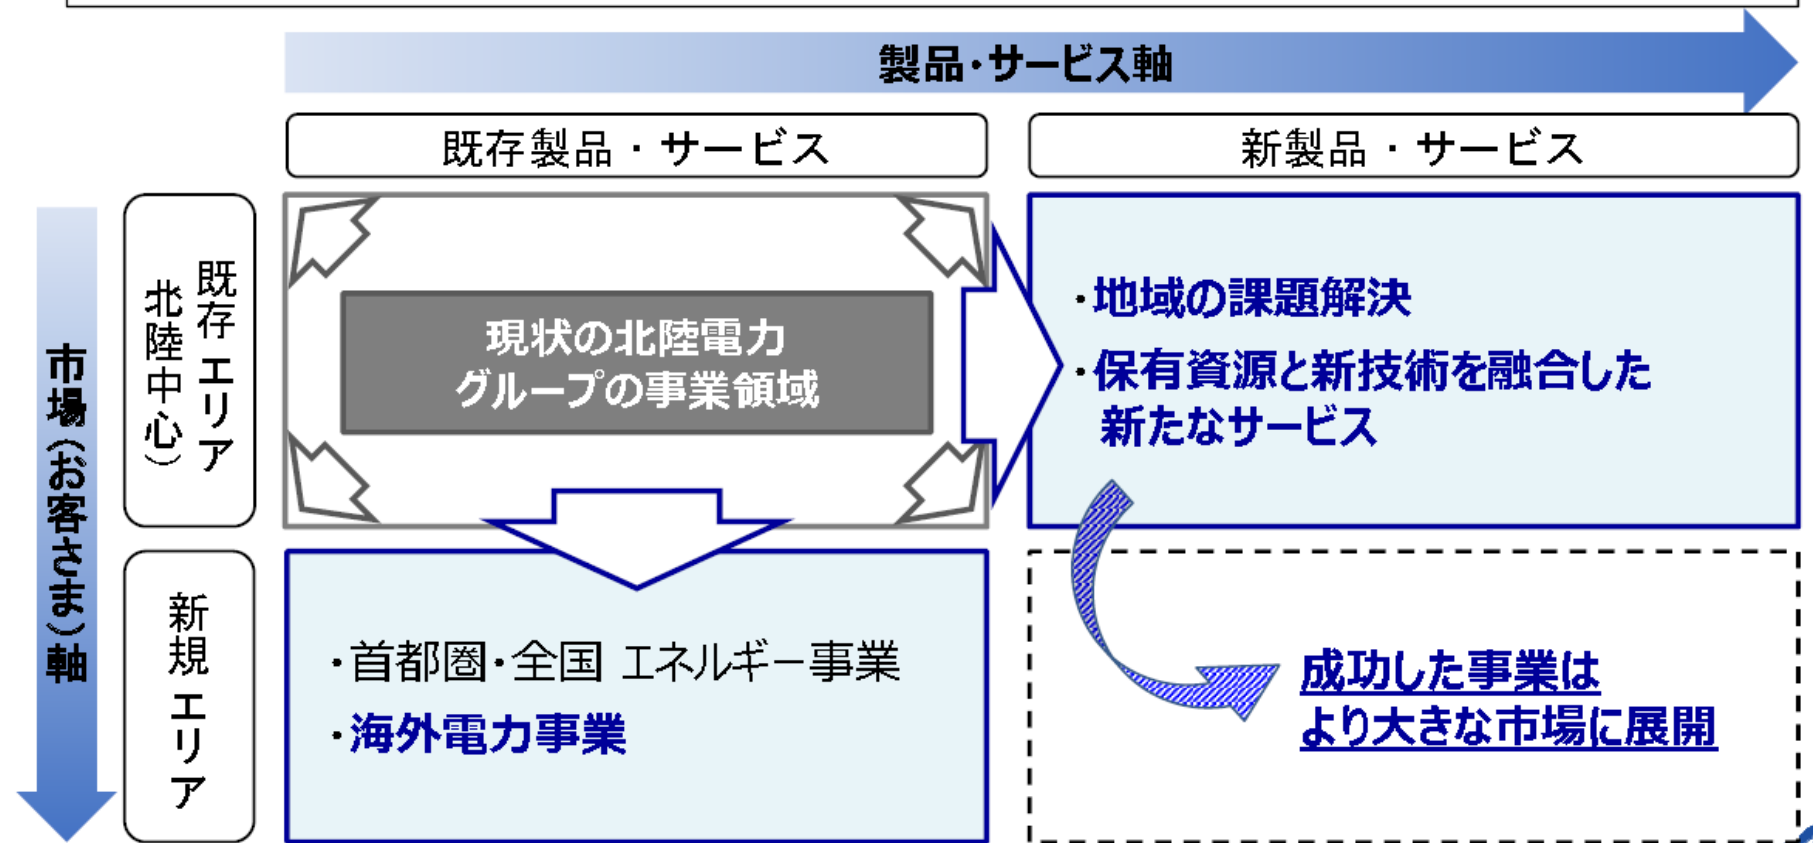 製品・サービス軸
既存製品・サービス
新製品・サービス
市場(お客さま)軸
既存エリア
(北陸中心)
現状の北陸電力
グループの事業領域
・地域の課題解決
・保有資源と新技術を融合した
新たなサービス
新規エリア
・首都圏・全国 エネルギー事業
・海外電力事業
成功した事業は
より大きな市場に展開